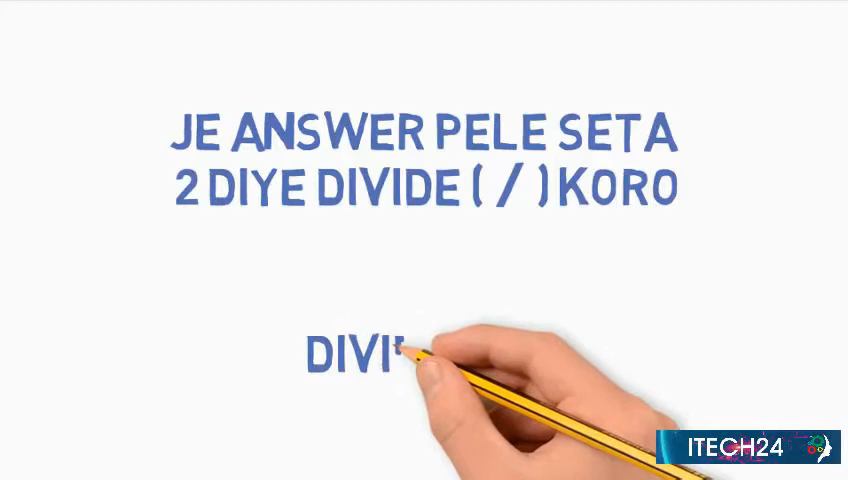 JE ANSWER PELE SETA
2 DIYE DIVIDE ( / ) KORO
DIVI
ITECH24